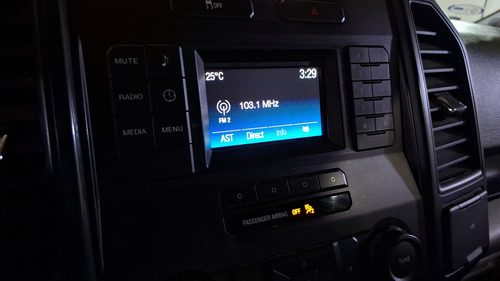 OFF
MUTE
25°C 3:29
RADIO
103.1 MHz
FM 2
MEDIA MENU
AST Direct Info
PASSENGER AIRBAG OFF
TUNE